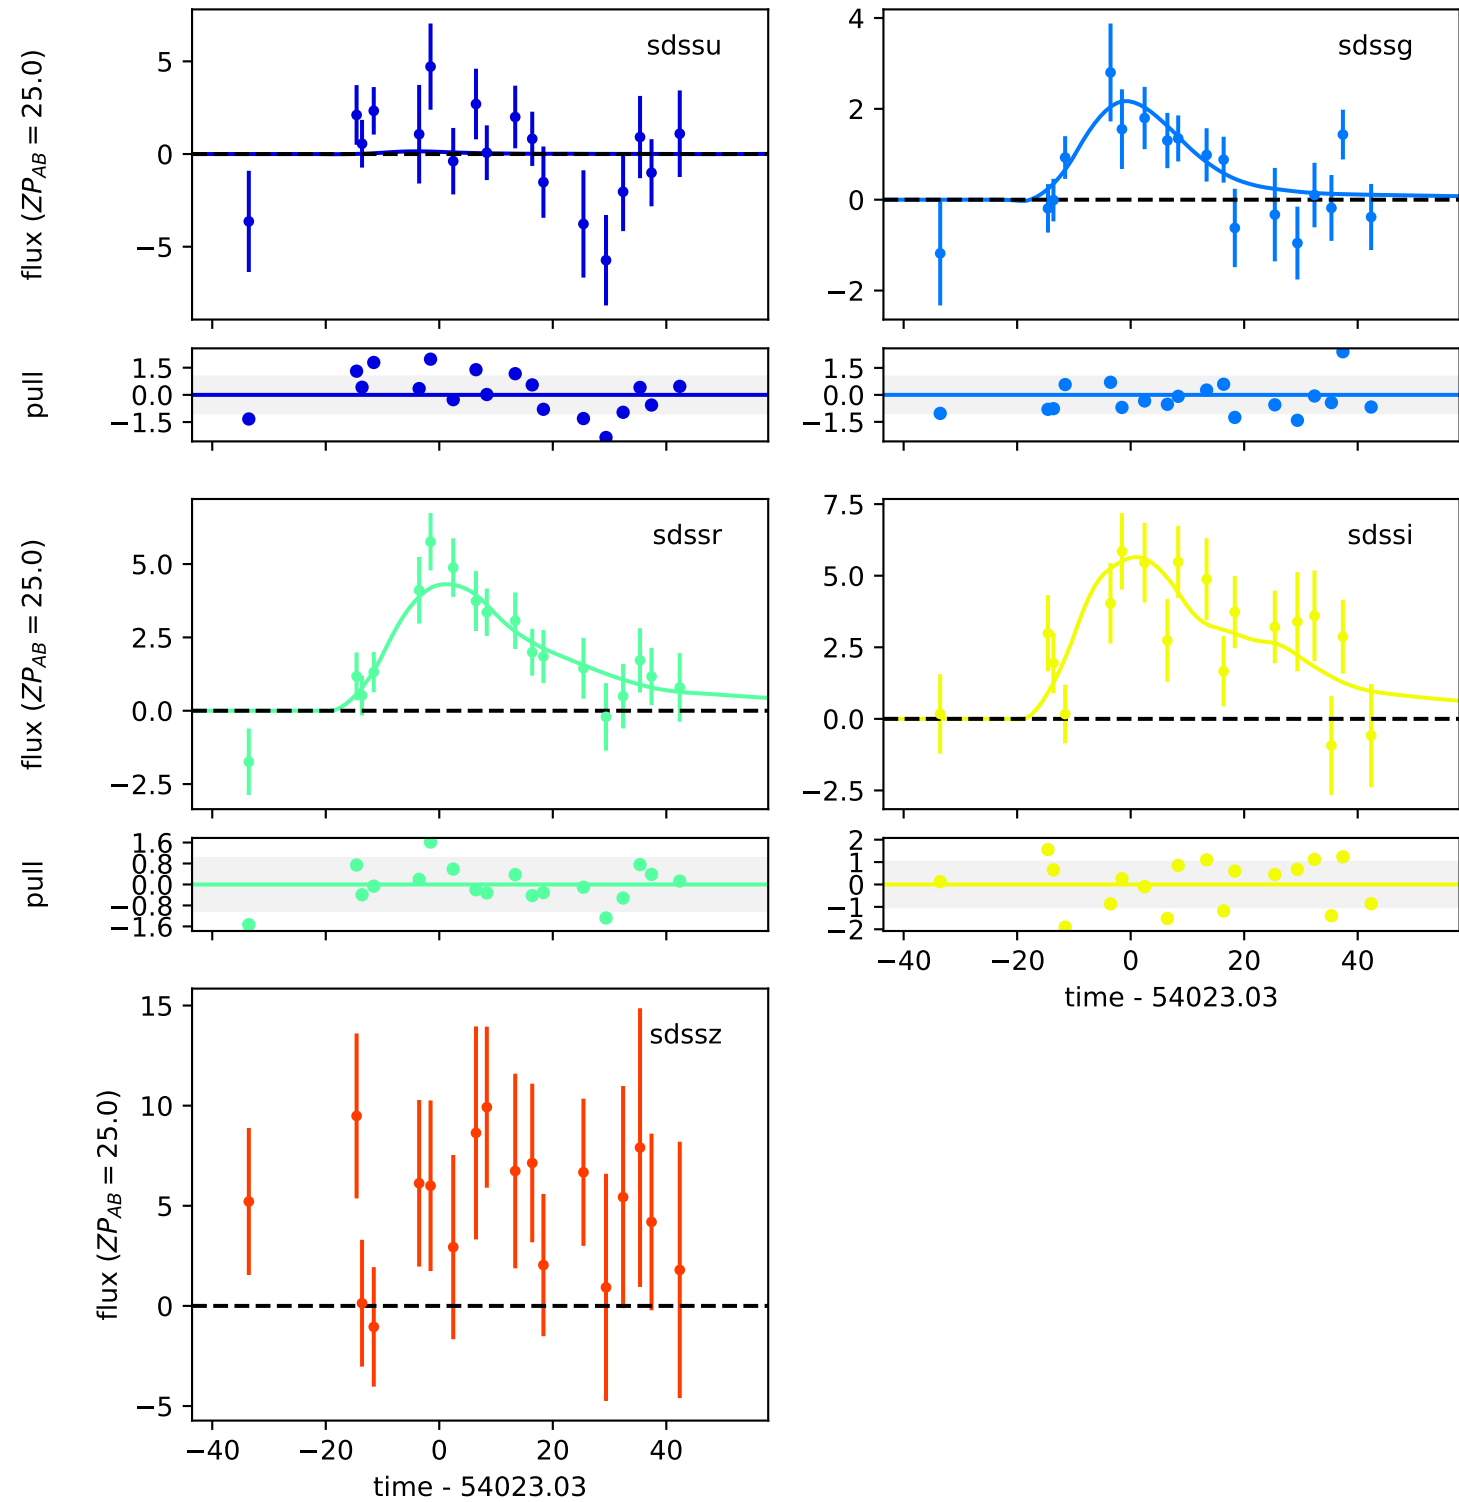 sdssu
flux (ZP_AB = 25.0)
5
0
−5
sdssg
4
2
0
−2
pull
1.5
0.0
−1.5
1.5
0.0
−1.5
sdssr
flux (ZP_AB = 25.0)
5.0
2.5
0.0
−2.5
sdssi
7.5
5.0
2.5
0.0
−2.5
pull
1.6
0.8
0.0
−0.8
−1.6
2
1
0
−1
−2
−40 −20 0 20 40
time - 54023.03
sdssz
flux (ZP_AB = 25.0)
15
10
5
0
−5
−40 −20 0 20 40
time - 54023.03